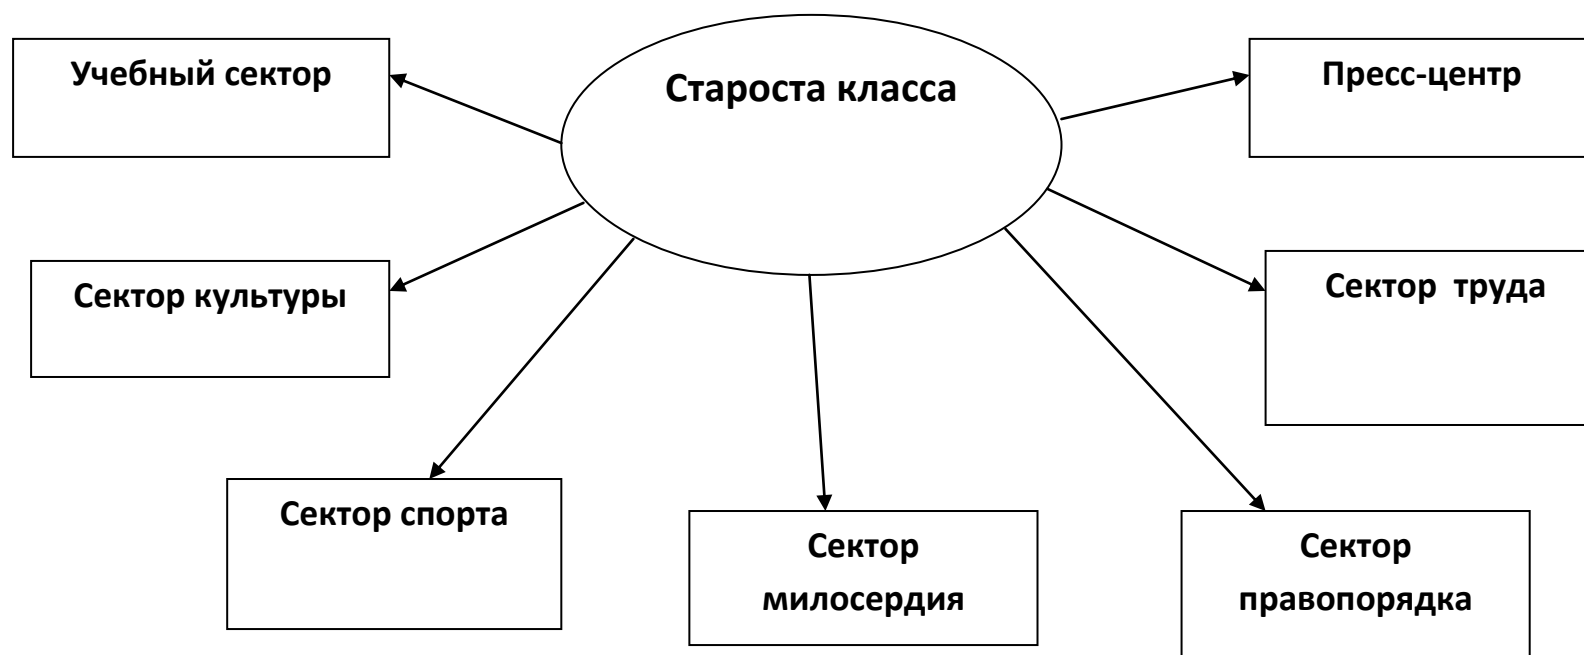 Староста класса
Учебный сектор
Пресс-центр
Сектор культуры
Сектор  труда
Сектор спорта
Сектор
милосердия
Сектор
правопорядка